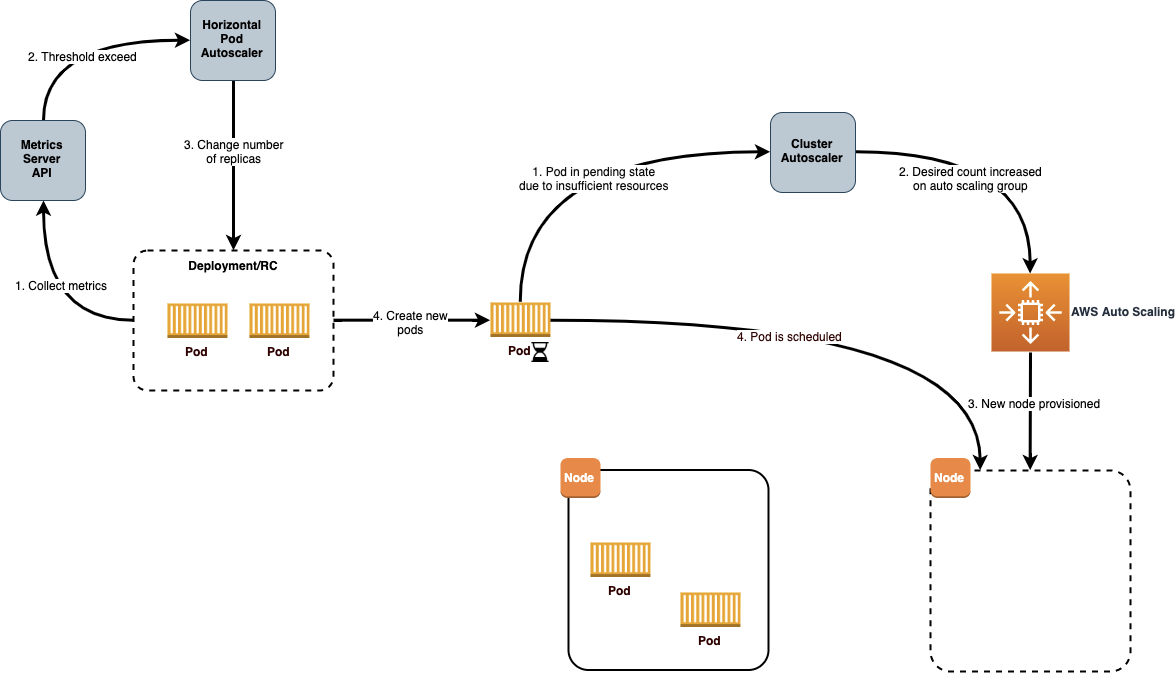 Horizontal
Pod
Autoscaler
2. Threshold exceed
Metrics
Server
API
3. Change number
of replicas
Cluster
Autoscaler
1. Pod in pending state
due to insufficient resources
2. Desired count increased
on auto scaling group
Deployment/RC
1. Collect metrics
Pod
Pod
4. Create new
pods
Pod
4. Pod is scheduled
AWS Auto Scaling
3. New node provisioned
Node
Pod
Pod
Node